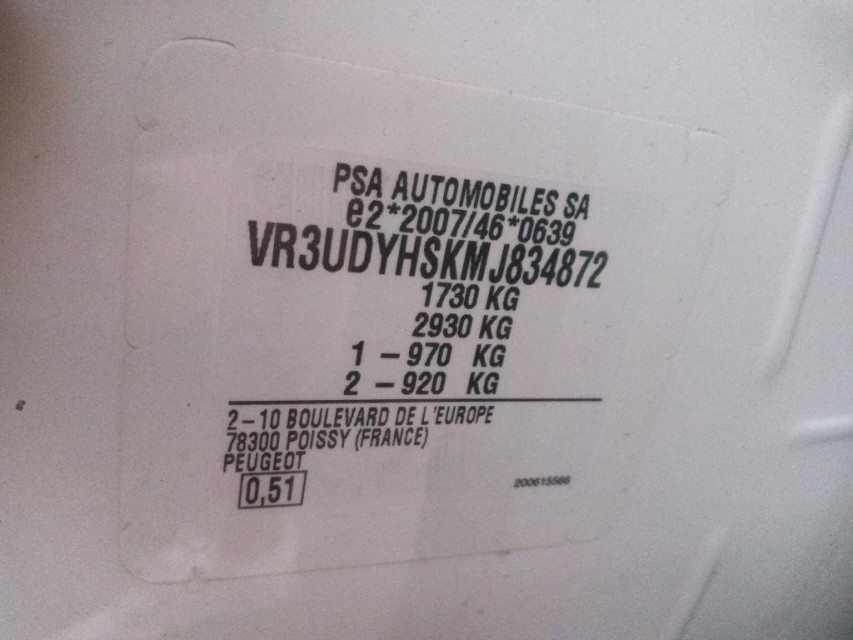 PSA AUTOMOBILES SA
e2*2007/46*0639
VR3UDYHSKMJ834872
1730 KG
2930 KG
1 – 970 KG
2 – 920 KG
2–10 BOULEVARD DE L'EUROPE
78300 POISSY (FRANCE)
PEUGEOT
0,51
200615566